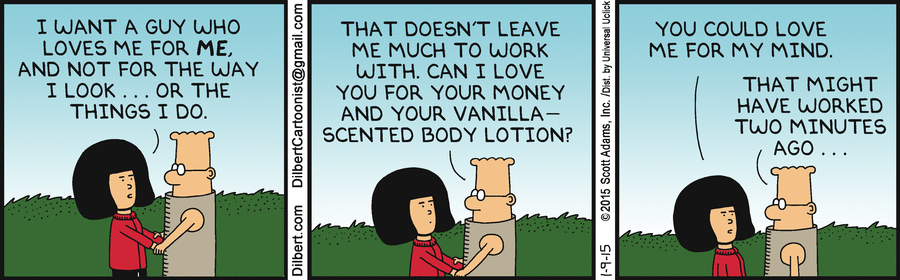 I WANT A GUY WHO
LOVES ME FOR ME,
AND NOT FOR THE WAY
I LOOK . . . OR THE
THINGS I DO.
Dilbert.com DilbertCartoonist@gmail.com
THAT DOESN'T LEAVE
ME MUCH TO WORK
WITH. CAN I LOVE
YOU FOR YOUR MONEY
AND YOUR VANILLA–
SCENTED BODY LOTION?
1-9-15 © 2015 Scott Adams, Inc. /Dist. by Universal Uclick
YOU COULD LOVE
ME FOR MY MIND.
THAT MIGHT
HAVE WORKED
TWO MINUTES
AGO . . .